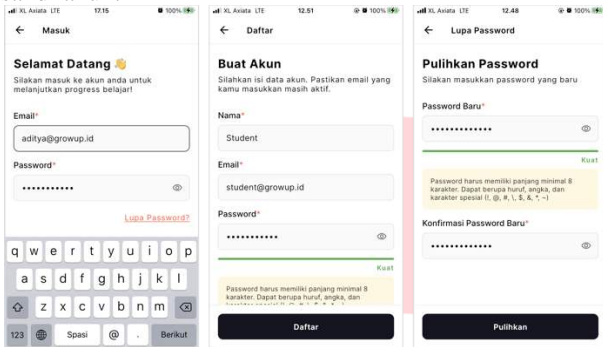 XL Axiata LTE 17.15 100%
← Masuk
Selamat Datang 👋
Silakan masuk ke akun anda untuk
melanjutkan progress belajar!
Email*
aditya@growup.id
Password*
•••••••••••
Lupa Password?
q w e r t y u i o p
a s d f g h j k l
z x c v b n m
123 Spasi @ . Berikut
XL Axiata LTE 12.51 100%
← Daftar
Buat Akun
Silahkan isi data akun. Pastikan email yang
kamu masukkan masih aktif.
Nama*
Student
Email*
student@growup.id
Password*
•••••••••••
Kuat
Password harus memiliki panjang minimal 8
karakter. Dapat berupa huruf, angka, dan
Daftar
XL Axiata LTE 12.48 100%
← Lupa Password
Pulihkan Password
Silakan masukkan password yang baru
Password Baru*
•••••••••••••
Kuat
Password harus memiliki panjang minimal 8
karakter. Dapat berupa huruf, angka, dan
karakter spesial (!, @, #, \, $, &, *, ~)
Konfirmasi Password Baru*
•••••••••••••
Pulihkan